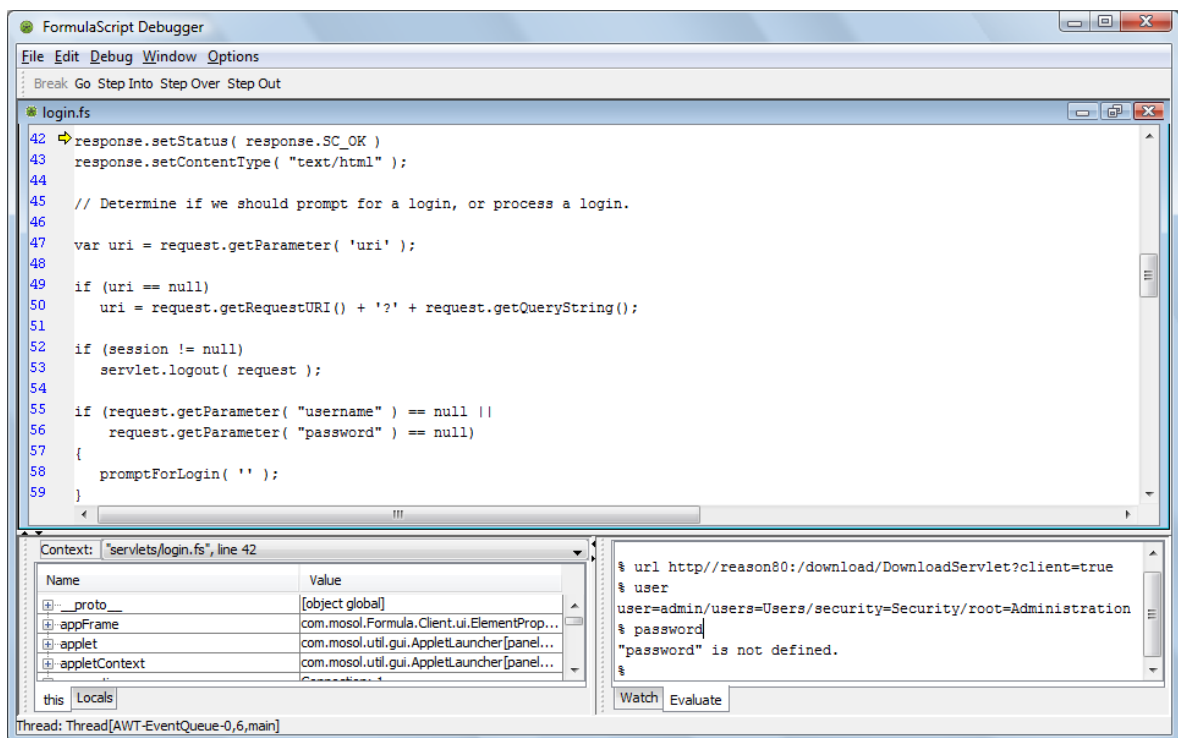 FormulaScript Debugger
File Edit Debug Window Options
Break Go Step Into Step Over Step Out
login.fs
42 response.setStatus( response.SC_OK )
43 response.setContentType( "text/html" );
44
45 // Determine if we should prompt for a login, or process a login.
46
47 var uri = request.getParameter( 'uri' );
48
49 if (uri == null)
50 uri = request.getRequestURI() + '?' + request.getQueryString();
51
52 if (session != null)
53 servlet.logout( request );
54
55 if (request.getParameter( "username" ) == null ||
56 request.getParameter( "password" ) == null)
57 {
58 promptForLogin( '' );
59 }
Context: "servlets/login.fs", line 42
Name Value
__proto__ [object global]
appFrame com.mosol.Formula.Client.ui.ElementProp...
applet com.mosol.util.gui.AppletLauncher[panel...
appletContext com.mosol.util.gui.AppletLauncher[panel...
this Locals
% url http//reason80:/download/DownloadServlet?client=true
% user
user=admin/users=Users/security=Security/root=Administration
% password
"password" is not defined.
%
Watch Evaluate
Thread: Thread[AWT-EventQueue-0,6,main]